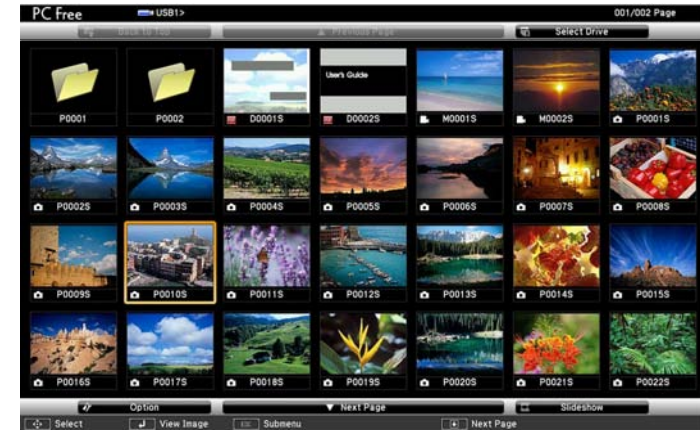 PC Free USB1> 001/002 Page
Back to Top ▲ Previous Page Select Drive
User's Guide
P0001 P0002 D0001S D0002S M0001S M0002S P0001S
P0002S P0003S P0004S P0005S P0006S P0007S P0008S
P0009S P0010S P0011S P0012S P0013S P0014S P0015S
P0016S P0017S P0018S P0019S P0020S P0021S P0022S
Option ▼ Next Page Slideshow
Select View Image ESC Submenu Next Page